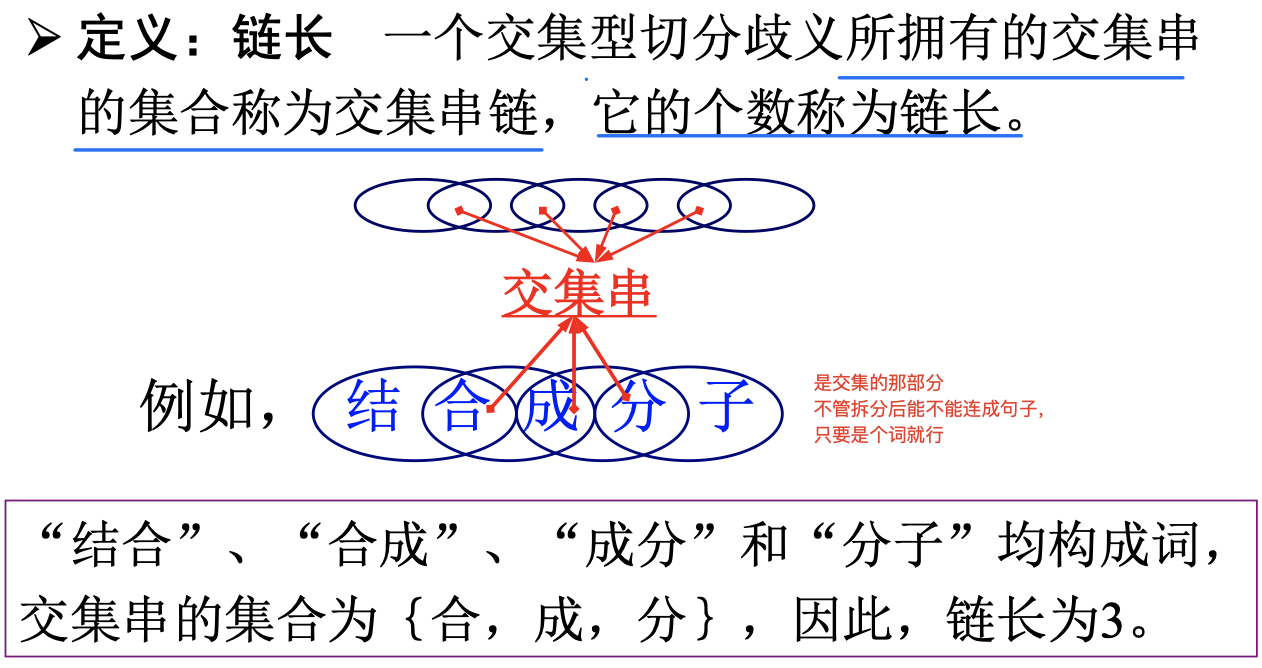 ➢ 定义：链长 一个交集型切分歧义所拥有的交集串
的集合称为交集串链，它的个数称为链长。
交集串
例如，结 合 成 分 子
是交集的那部分
不管拆分后能不能连成句子，
只要是个词就行
“结合”、“合成”、“成分”和“分子”均构成词，
交集串的集合为｛合，成，分｝，因此，链长为3。